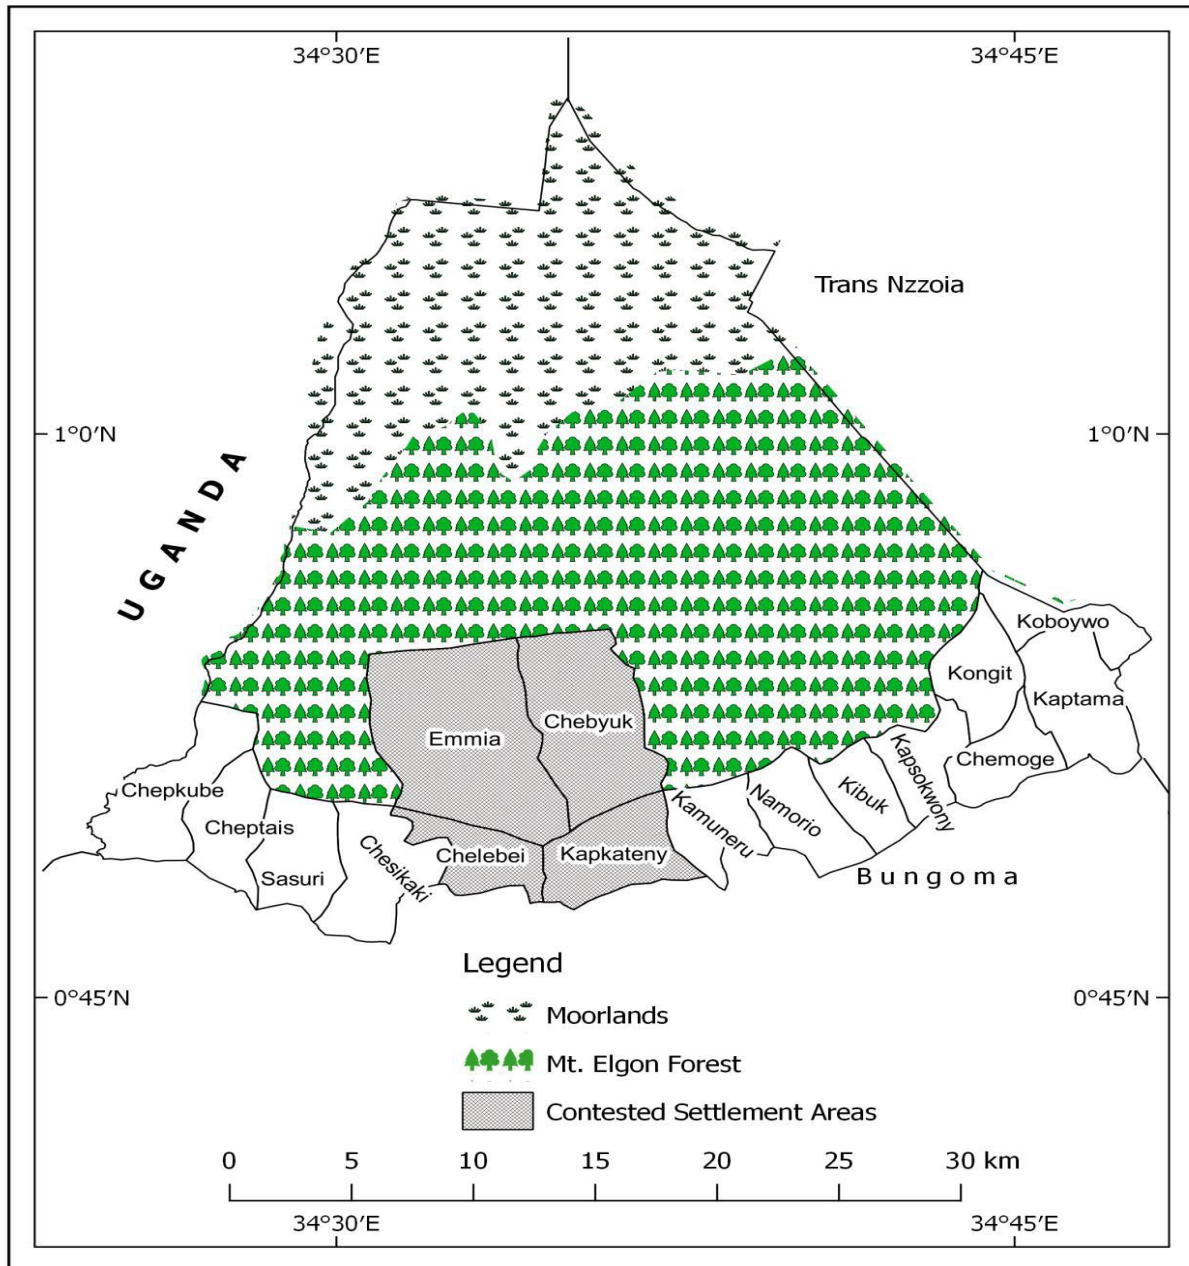 34°30′E
34°45′E
Trans Nzzoia
1°0′N
1°0′N
UGANDA
Koboywo
Kongit
Kaptama
Chebyuk
Emmia
Chemoge
Kapsokwony
Chepkube
Kibuk
Namorio
Kamuneru
Cheptais
Chelebei
Kapkateny
Chesikaki
Sasuri
Bungoma
Legend
0°45′N
0°45′N
Moorlands
Mt. Elgon Forest
Contested Settlement Areas
0 5 10 15 20 25 30 km
34°30′E
34°45′E